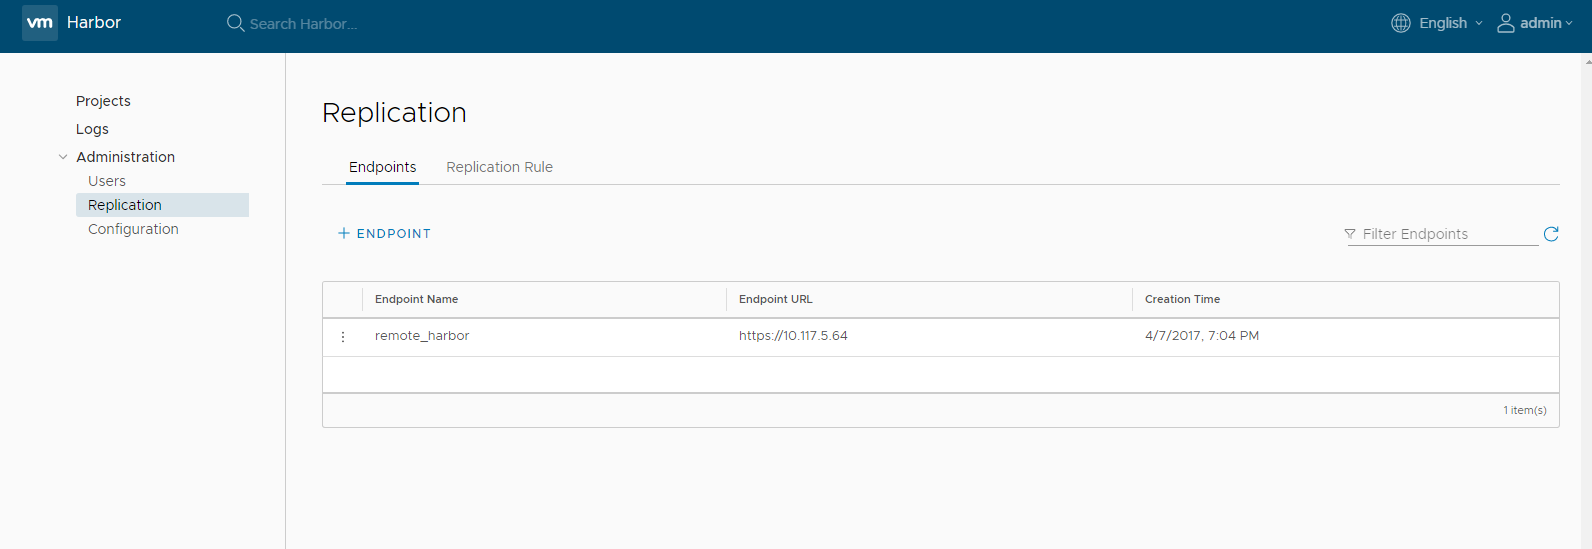 vm Harbor Search Harbor... English admin
Projects
Logs
Administration
Users
Replication
Configuration
Replication
Endpoints Replication Rule
+ ENDPOINT Filter Endpoints
Endpoint Name Endpoint URL Creation Time
remote_harbor https://10.117.5.64 4/7/2017, 7:04 PM
1 item(s)